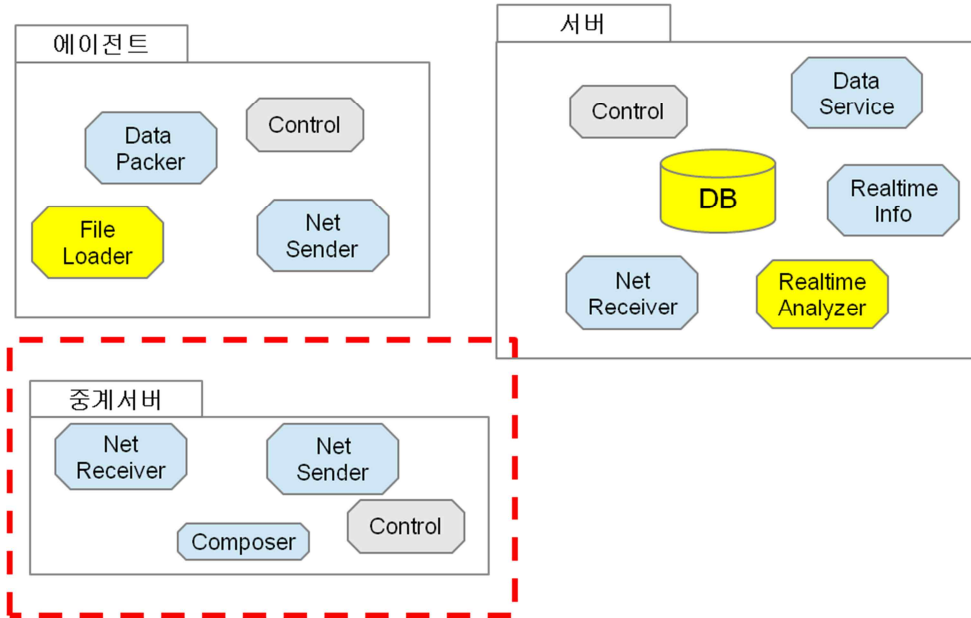 에이전트
Data
Packer
Control
File
Loader
Net
Sender
서버
Control
Data
Service
DB
Realtime
Info
Net
Receiver
Realtime
Analyzer
중계서버
Net
Receiver
Net
Sender
Composer
Control